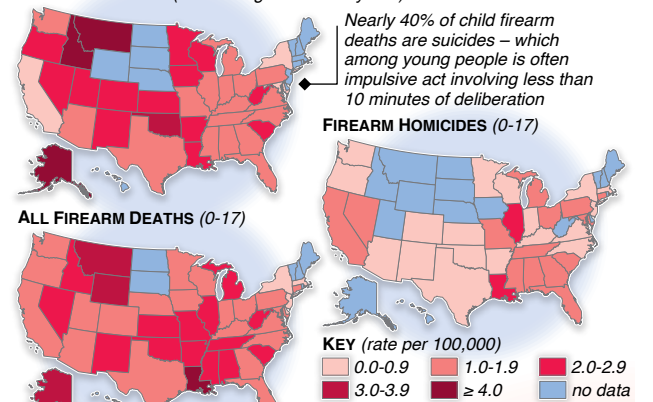 Nearly 40% of child firearm
deaths are suicides – which
among young people is often
impulsive act involving less than
10 minutes of deliberation
FIREARM HOMICIDES (0-17)
ALL FIREARM DEATHS (0-17)
KEY (rate per 100,000)
0.0-0.9 1.0-1.9 2.0-2.9
3.0-3.9 ≥ 4.0 no data